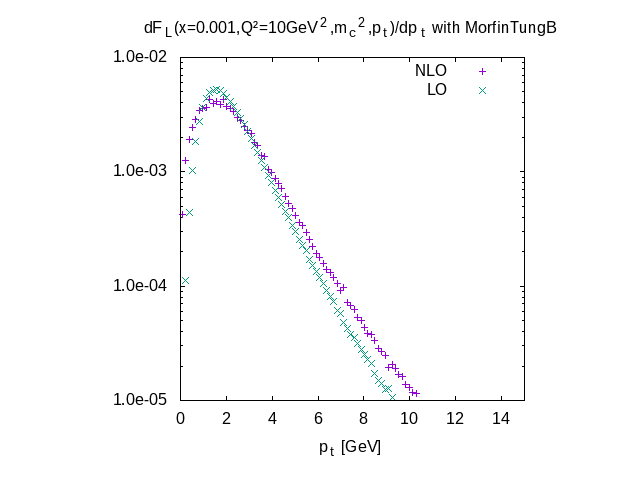 dF_L(x=0.001,Q²=10GeV²,m_c²,p_t)/dp_t with MorfinTungB
1.0e-02
NLO
LO
1.0e-03
1.0e-04
1.0e-05
0 2 4 6 8 10 12 14
p_t [GeV]